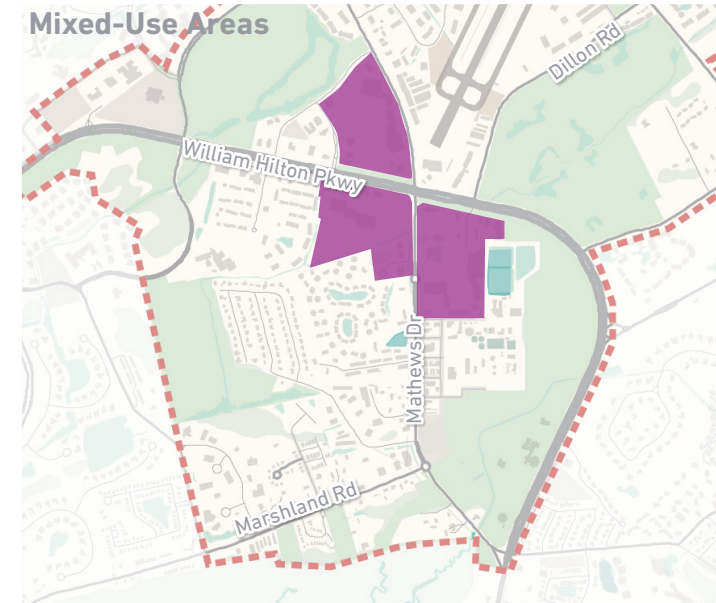 Mixed-Use Areas
Dillon Rd
William Hilton Pkwy
Mathews Dr
Marshland Rd